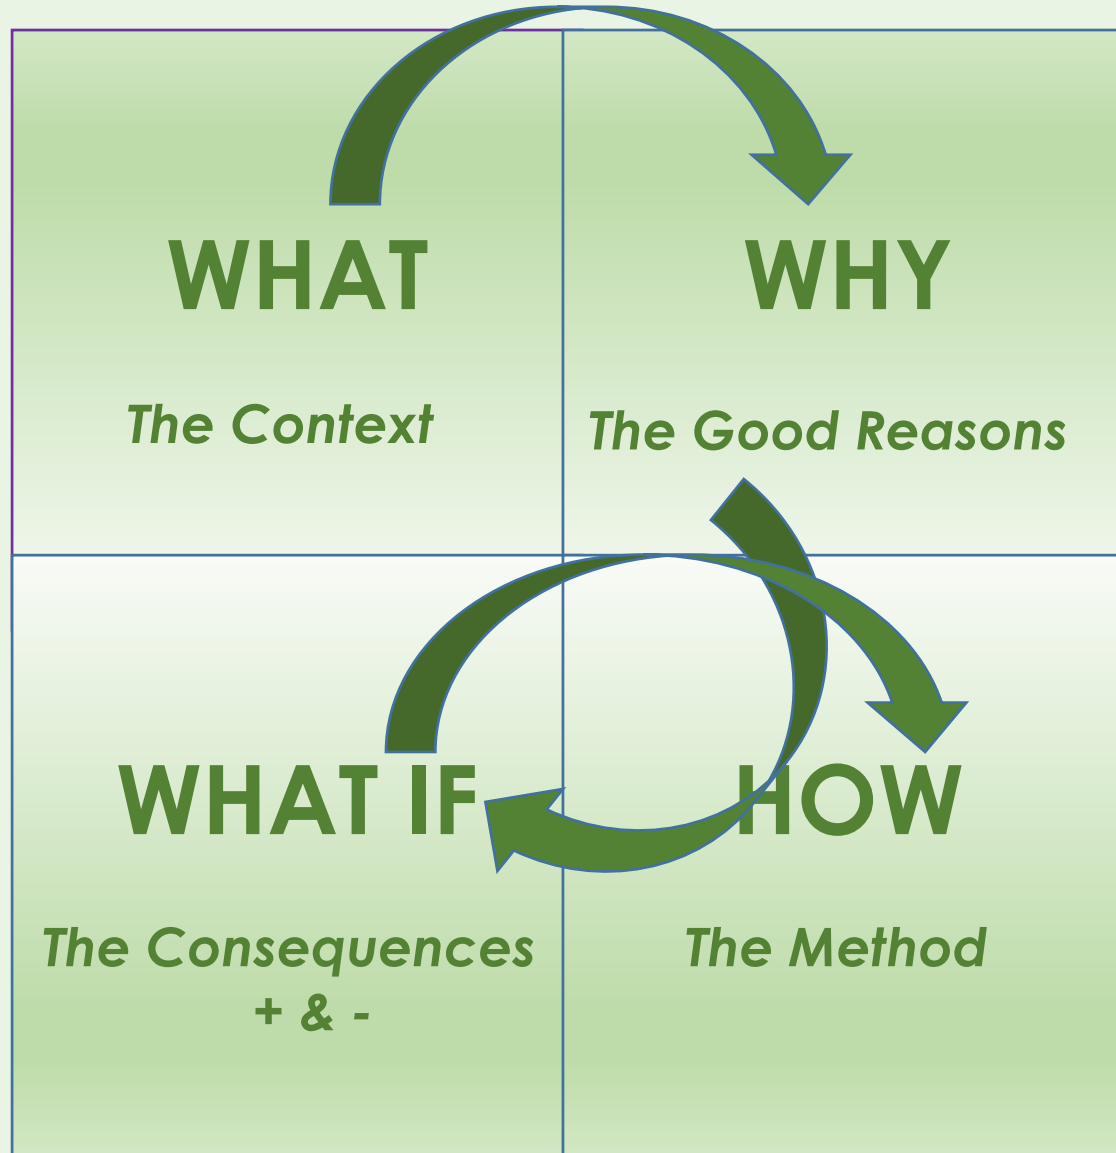 WHAT
The Context
WHY
The Good Reasons
WHAT IF
The Consequences
+ & -
HOW
The Method